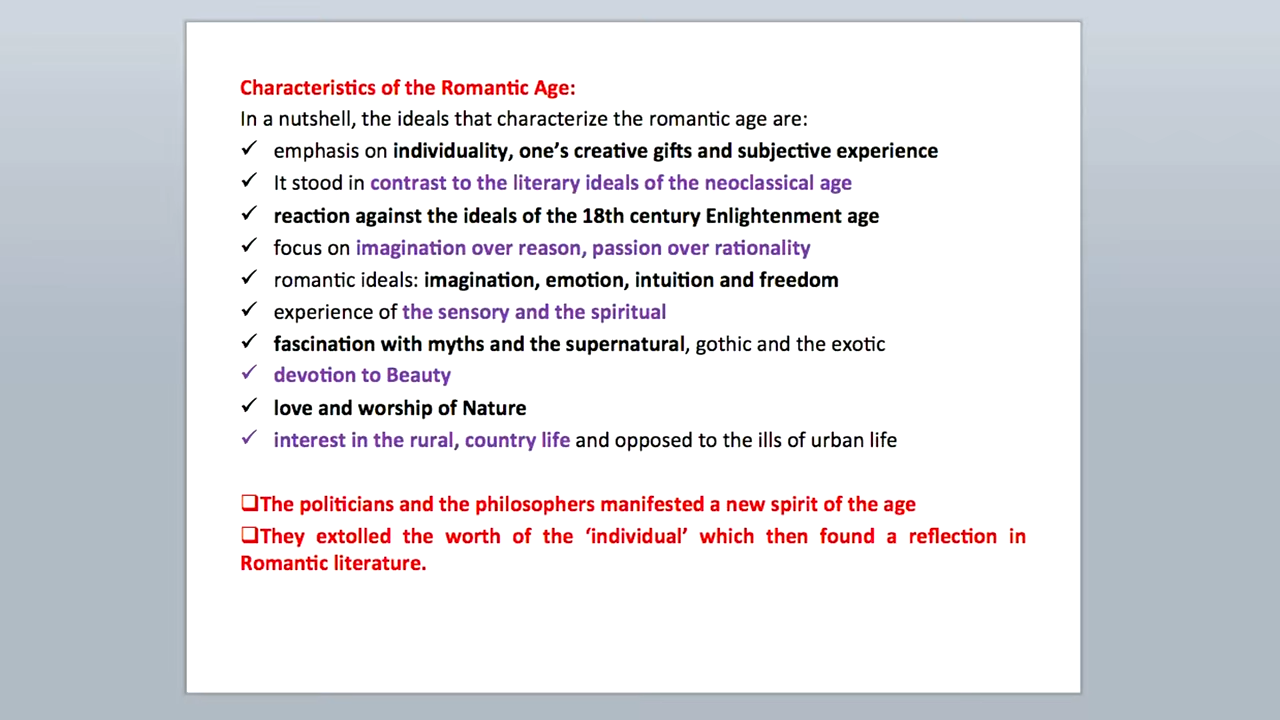 Characteristics of the Romantic Age:
In a nutshell, the ideals that characterize the romantic age are:
✓ emphasis on individuality, one's creative gifts and subjective experience
✓ It stood in contrast to the literary ideals of the neoclassical age
✓ reaction against the ideals of the 18th century Enlightenment age
✓ focus on imagination over reason, passion over rationality
✓ romantic ideals: imagination, emotion, intuition and freedom
✓ experience of the sensory and the spiritual
✓ fascination with myths and the supernatural, gothic and the exotic
✓ devotion to Beauty
✓ love and worship of Nature
✓ interest in the rural, country life and opposed to the ills of urban life
❑The politicians and the philosophers manifested a new spirit of the age
❑They extolled the worth of the ‘individual’ which then found a reflection in
Romantic literature.